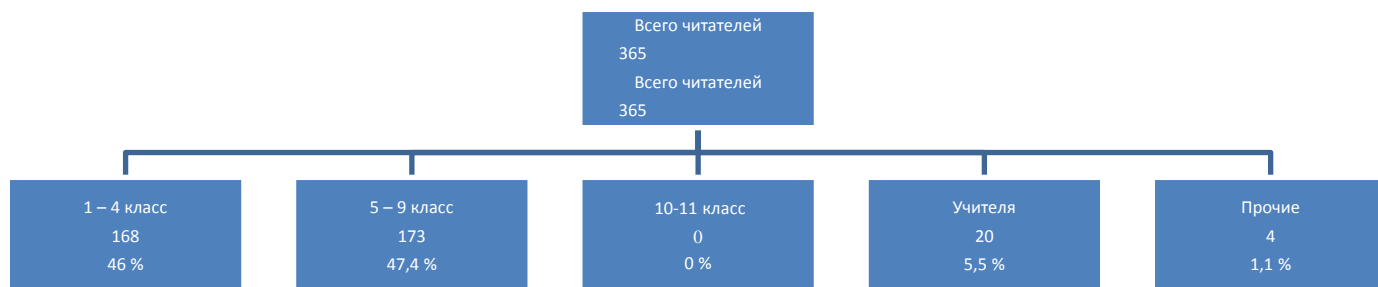 Всего читателей
365
Всего читателей
365
1 – 4 класс
168
46 %
5 – 9 класс
173
47,4 %
10-11 класс
0
0 %
Учителя
20
5,5 %
Прочие
4
1,1 %